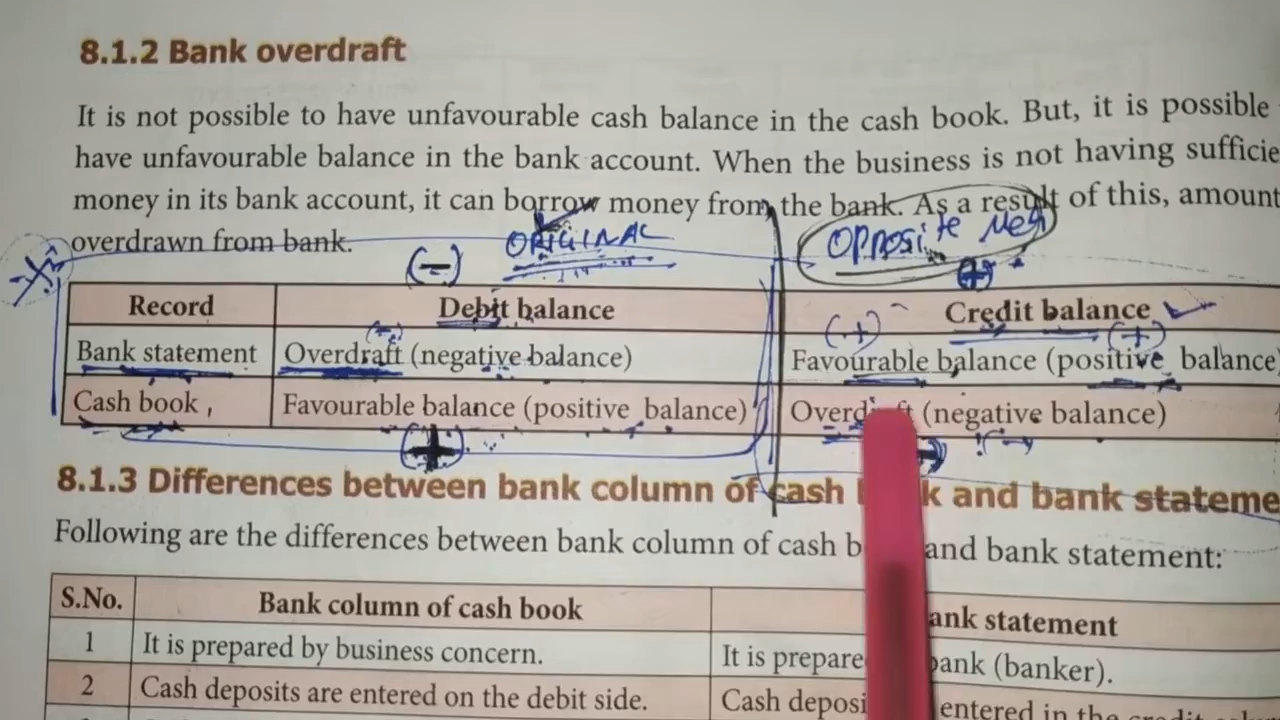 8.1.2 Bank overdraft
It is not possible to have unfavourable cash balance in the cash book. But, it is possible
have unfavourable balance in the bank account. When the business is not having sufficie
money in its bank account, it can borrow money from the bank. As a result of this, amount
overdrawn from bank.
ORIGINAL
OPPOSITE
(-)
(+)
Record Debit balance Credit balance
(-) (+) (+)
Bank statement Overdraft (negative balance) Favourable balance (positive balance)
Cash book Favourable balance (positive balance) Overdraft (negative balance)
(+) (-)
8.1.3 Differences between bank column of cash k and bank stateme
Following are the differences between bank column of cash b and bank statement:
S.No. Bank column of cash book ank statement
1 It is prepared by business concern. It is prepare bank (banker).
2 Cash deposits are entered on the debit side. Cash deposi entered in the credit